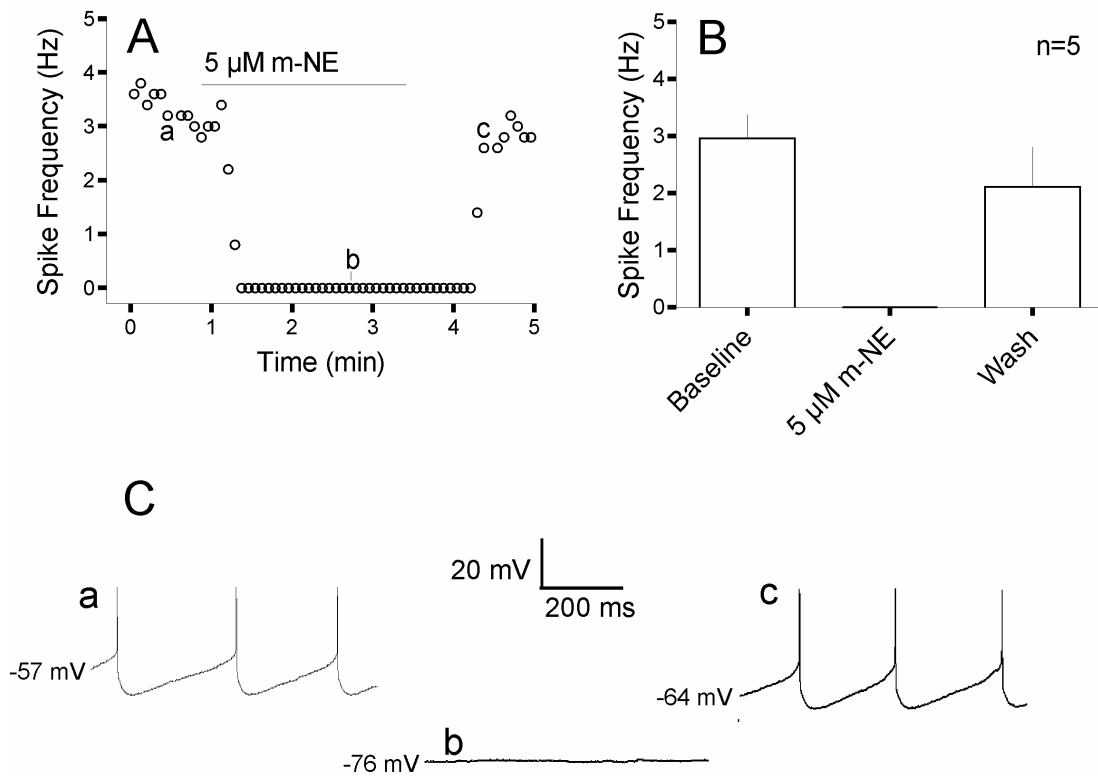 A
5 µM m-NE
Spike Frequency (Hz)
5
4
3
2
1
0
a
b
c
0 1 2 3 4 5
Time (min)
B
n=5
Spike Frequency (Hz)
5
4
3
2
1
0
Baseline
5 µM m-NE
Wash
C
20 mV
200 ms
a
-57 mV
c
-64 mV
b
-76 mV